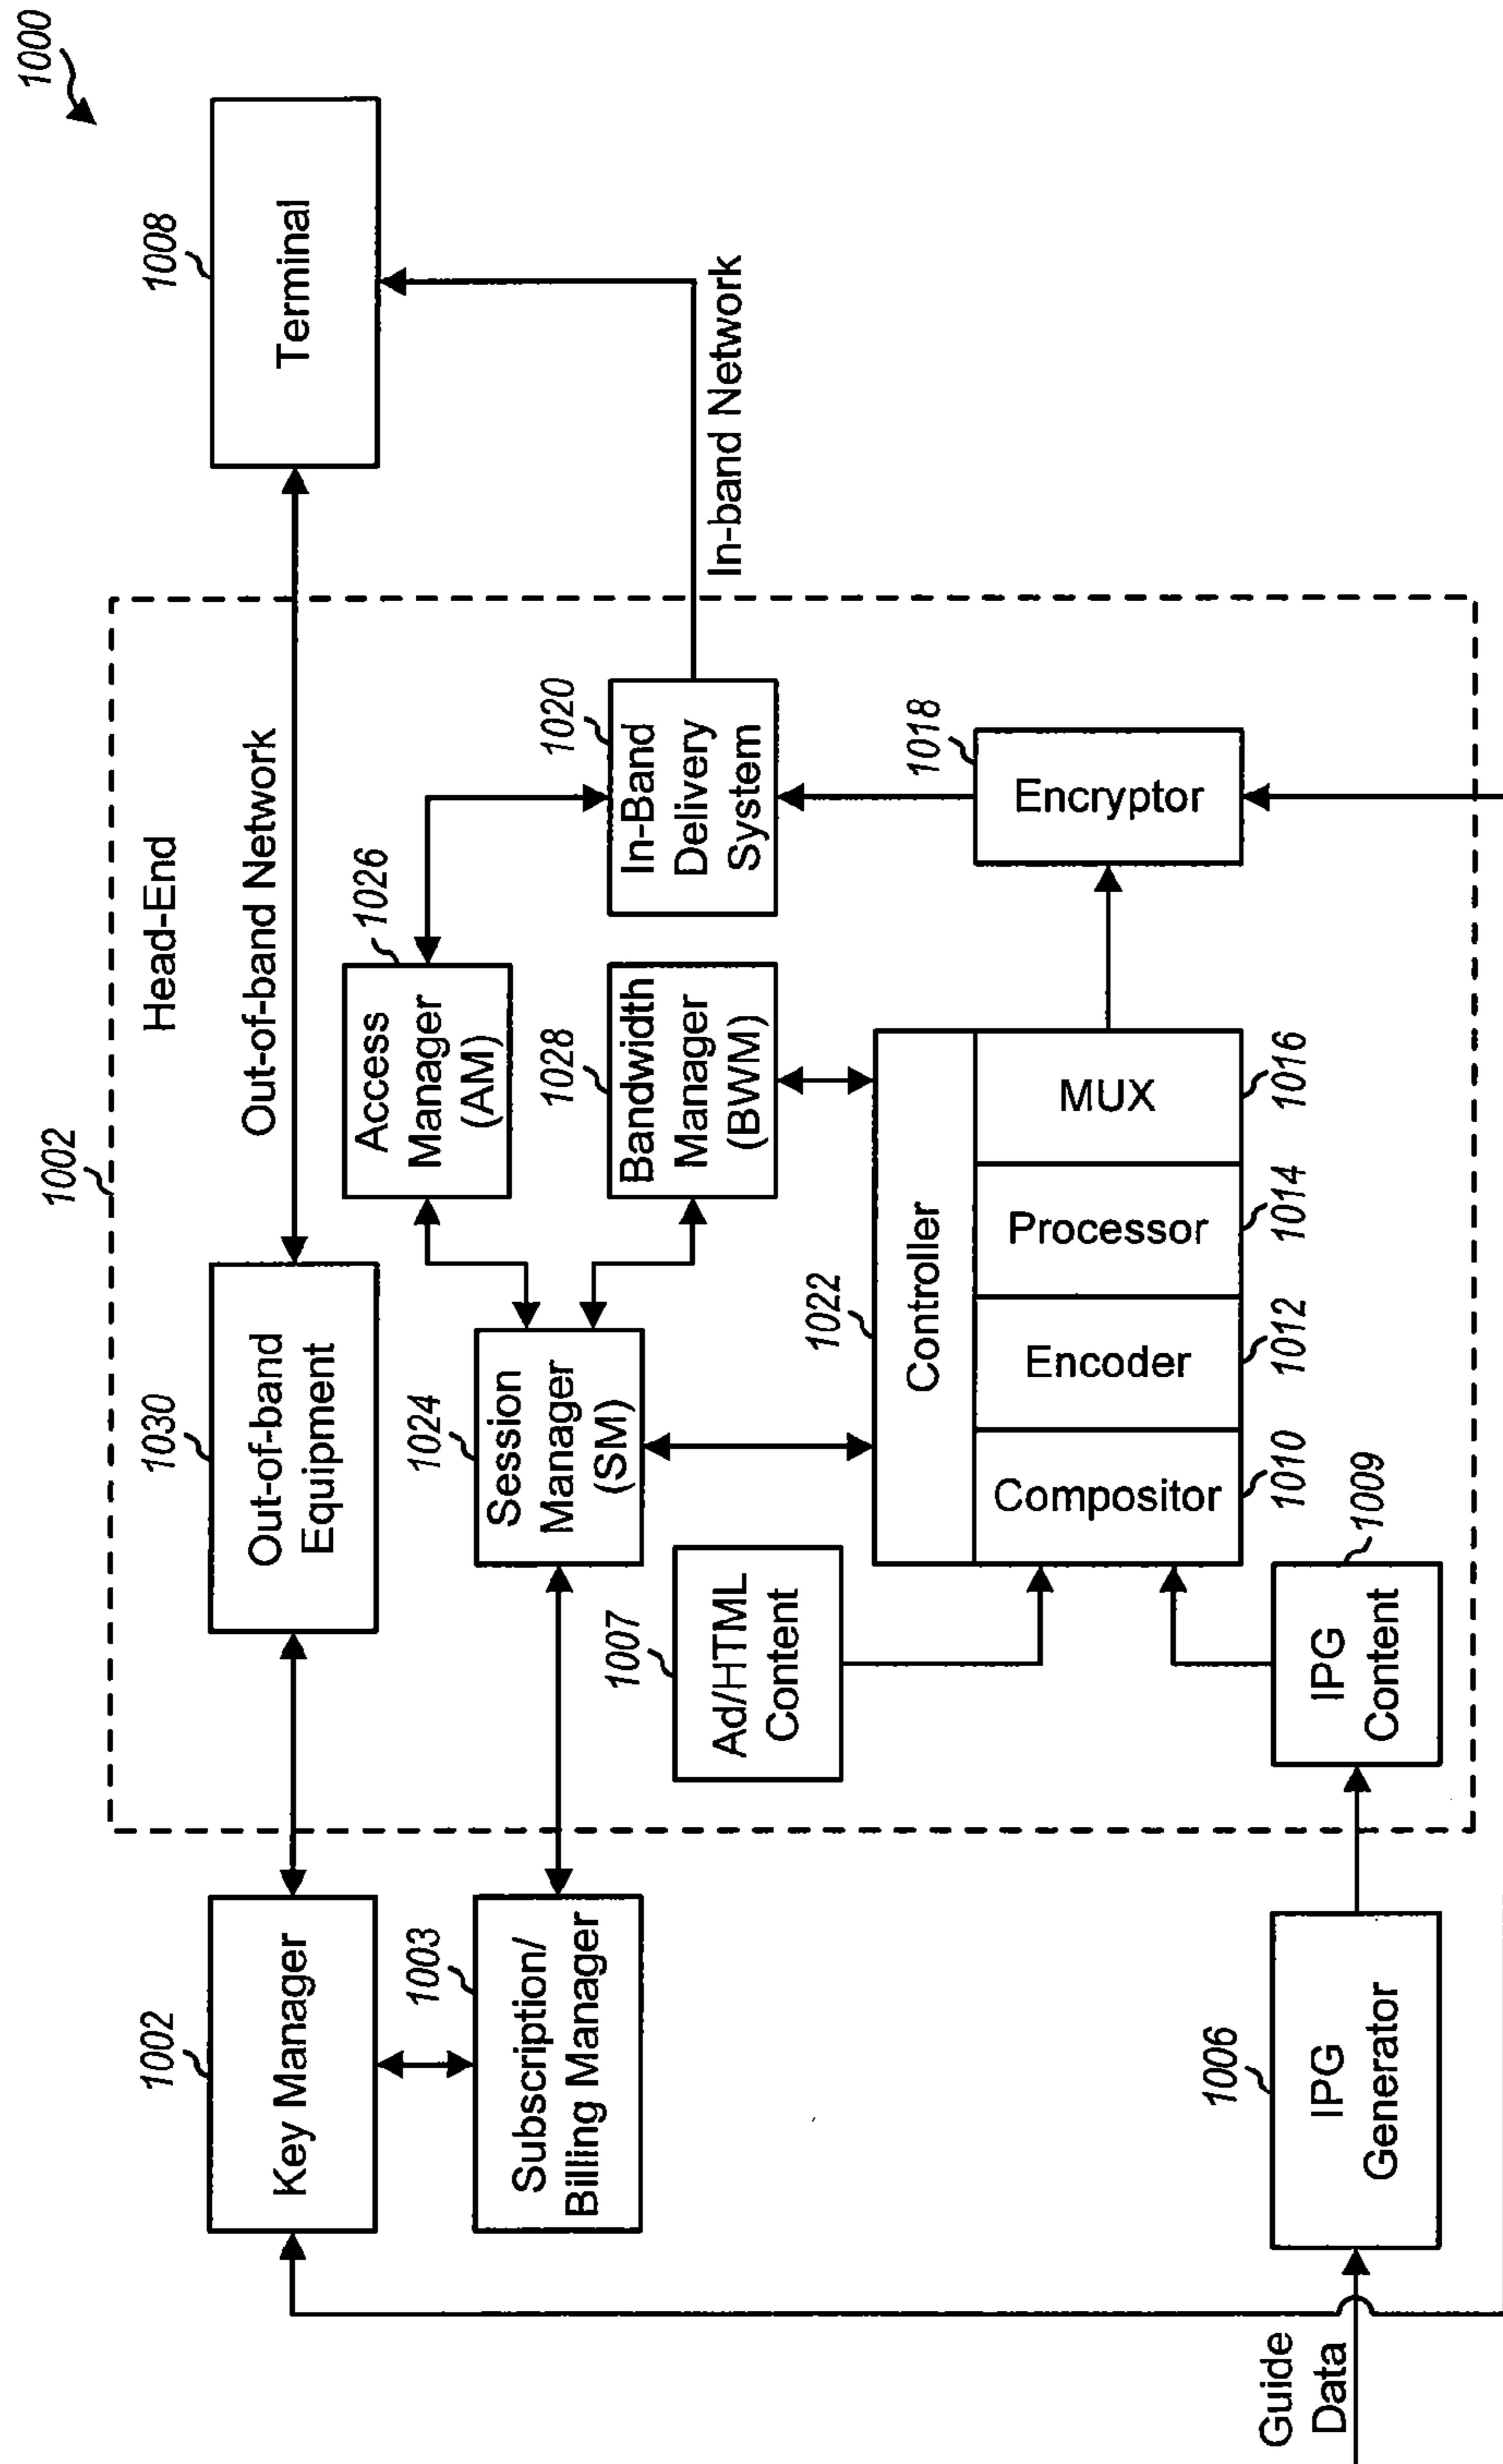 1000
1002
Head-End
1002
Key Manager
1030
Out-of-band
Equipment
Out-of-band Network
1008
Terminal
1003
Subscription/
Billing Manager
1024
Session
Manager
(SM)
1026
Access
Manager
(AM)
1028
Bandwidth
Manager
(BWM)
1020
In-Band
Delivery
System
In-band Network
1007
Ad/HTML
Content
1022
Controller
Compositor
Encoder
Processor
MUX
1010
1012
1014
1016
1018
Encryptor
1006
IPG
Generator
1009
IPG
Content
Guide
Data